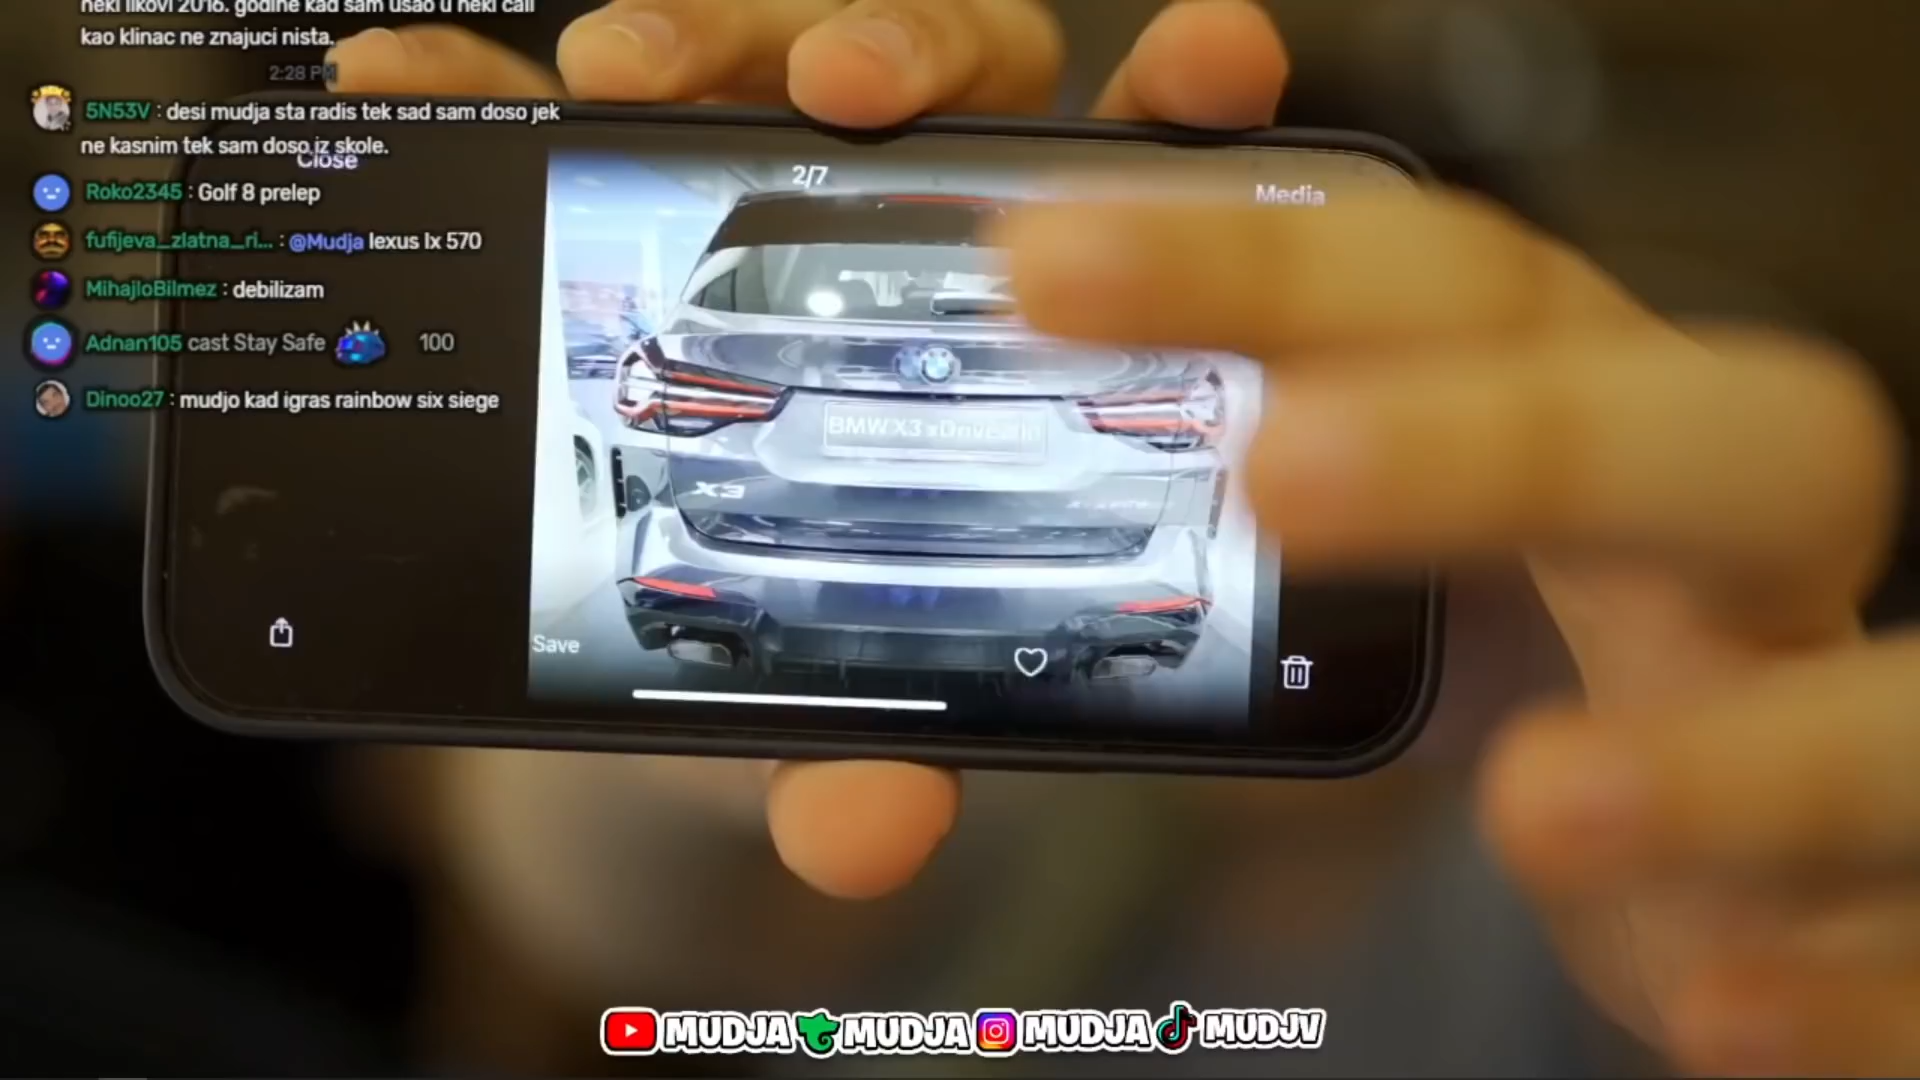 neki likovi 2016. godine kad sam usao u neki call
kao klinac ne znajuci nista.
2:28 PM
5N53V : desi mudja sta radis tek sad sam doso jek
ne kasnim tek sam doso iz skole.
Roko2345 : Golf 8 prelep
fufijeva_zlatna_ri... : @Mudja lexus lx 570
MihajloBilmez : debilizam
Adnan105 cast Stay Safe 100
Dinoo27 : mudjo kad igras rainbow six siege
Close
2/7
Media
BMW X3
X3
Save
MUDJA MUDJA MUDJA MUDJV